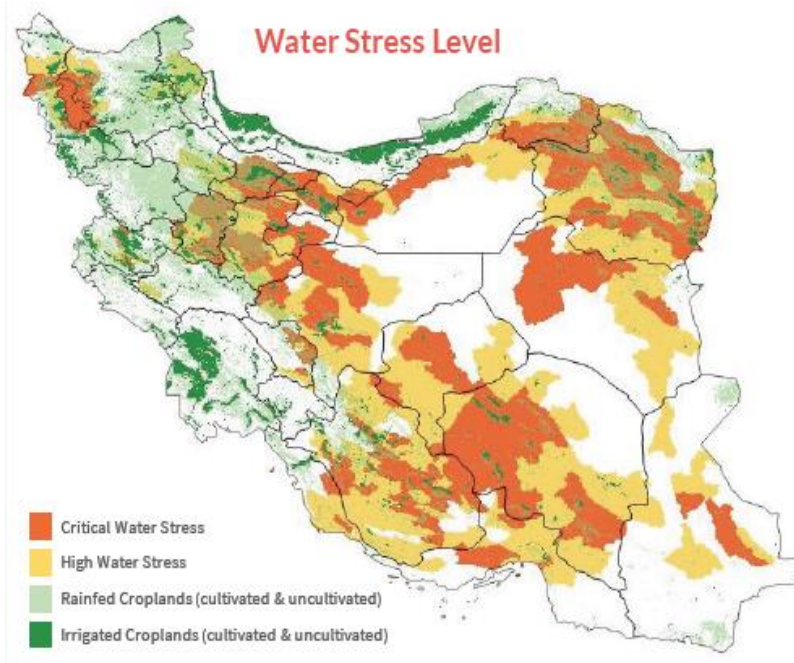 Water Stress Level
Critical Water Stress
High Water Stress
Rainfed Croplands (cultivated & uncultivated)
Irrigated Croplands (cultivated & uncultivated)